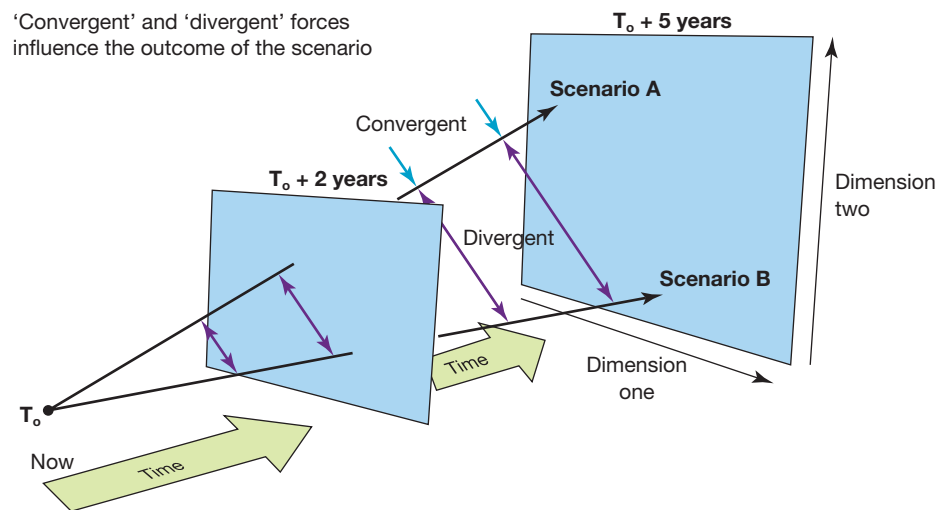 ‘Convergent’ and ‘divergent’ forces
influence the outcome of the scenario
To + 5 years
Scenario A
Convergent
To + 2 years
Dimension
two
Divergent
Scenario B
Time
Dimension
one
To
Now
Time